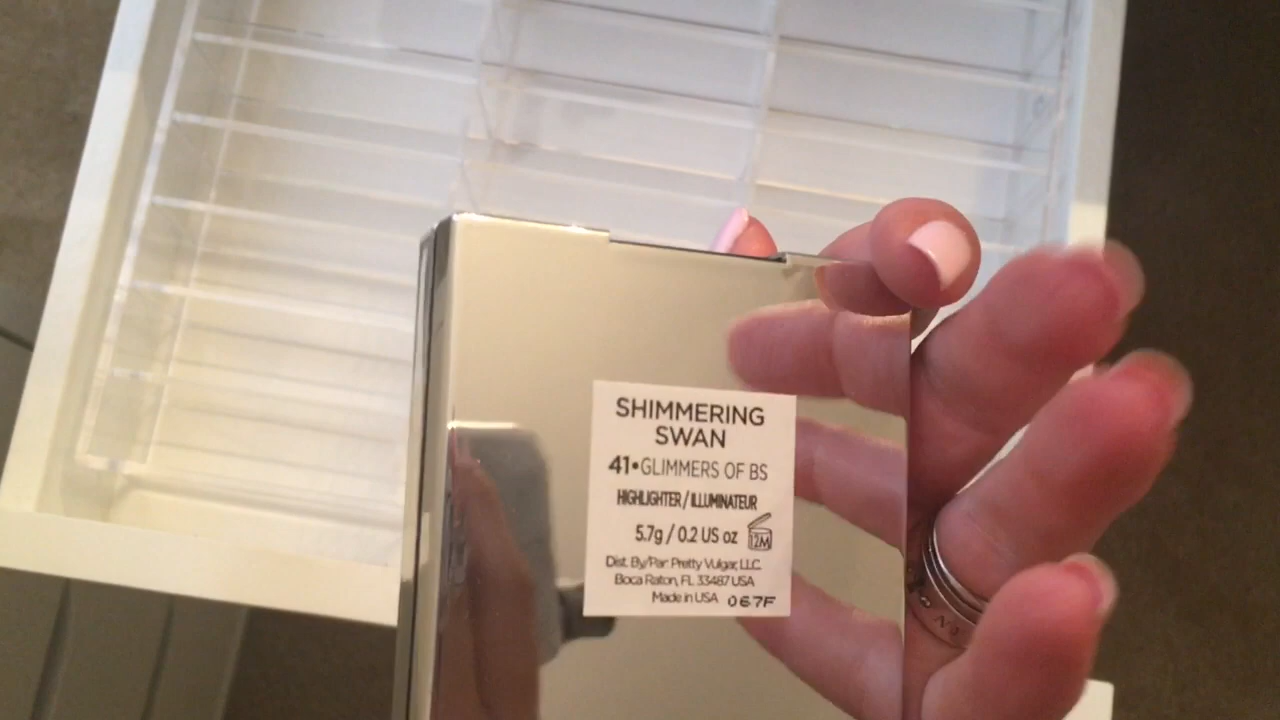 SHIMMERING
SWAN
41•GLIMMERS OF BS
HIGHLIGHTER / ILLUMINATEUR
5.7g / 0.2 US oz 12M
Dist. By/Par: Pretty Vulgar, LLC.
Boca Raton, FL 33487 USA
Made in USA 067F